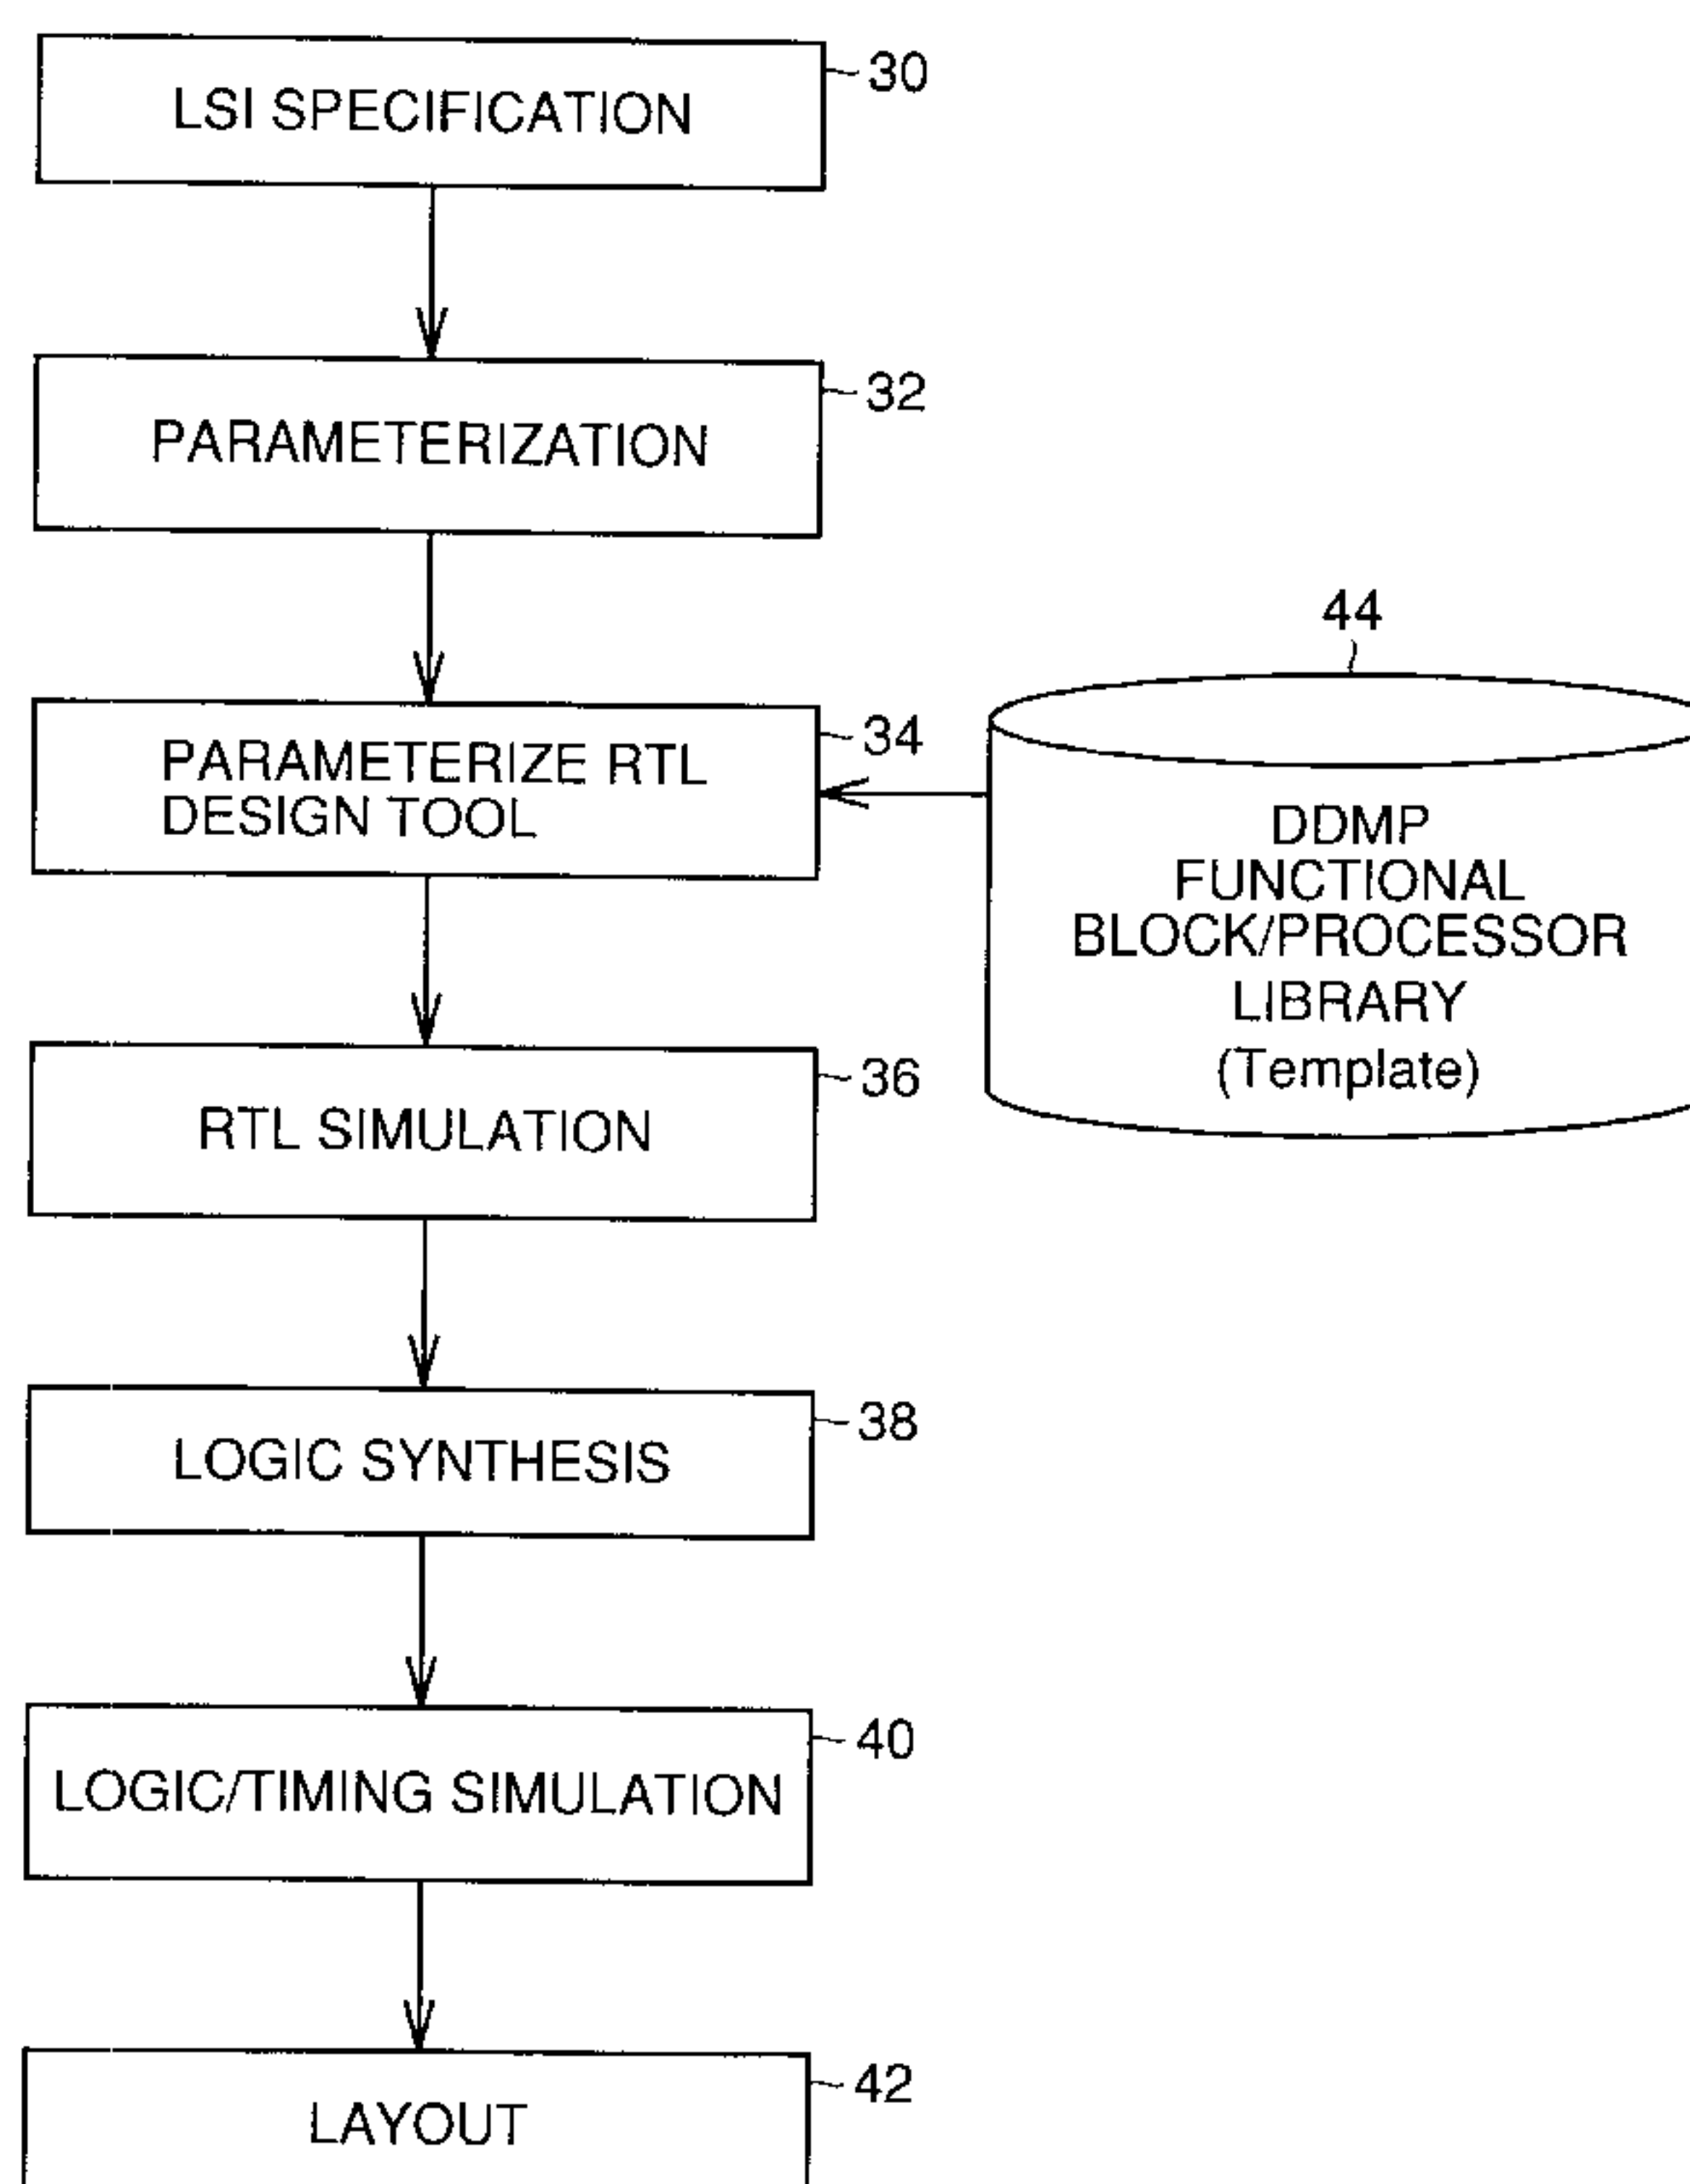 LSI SPECIFICATION
30
PARAMETERIZATION
32
PARAMETERIZE RTL
DESIGN TOOL
34
44
DDMP
FUNCTIONAL
BLOCK/PROCESSOR
LIBRARY
(Template)
RTL SIMULATION
36
LOGIC SYNTHESIS
38
LOGIC/TIMING SIMULATION
40
LAYOUT
42